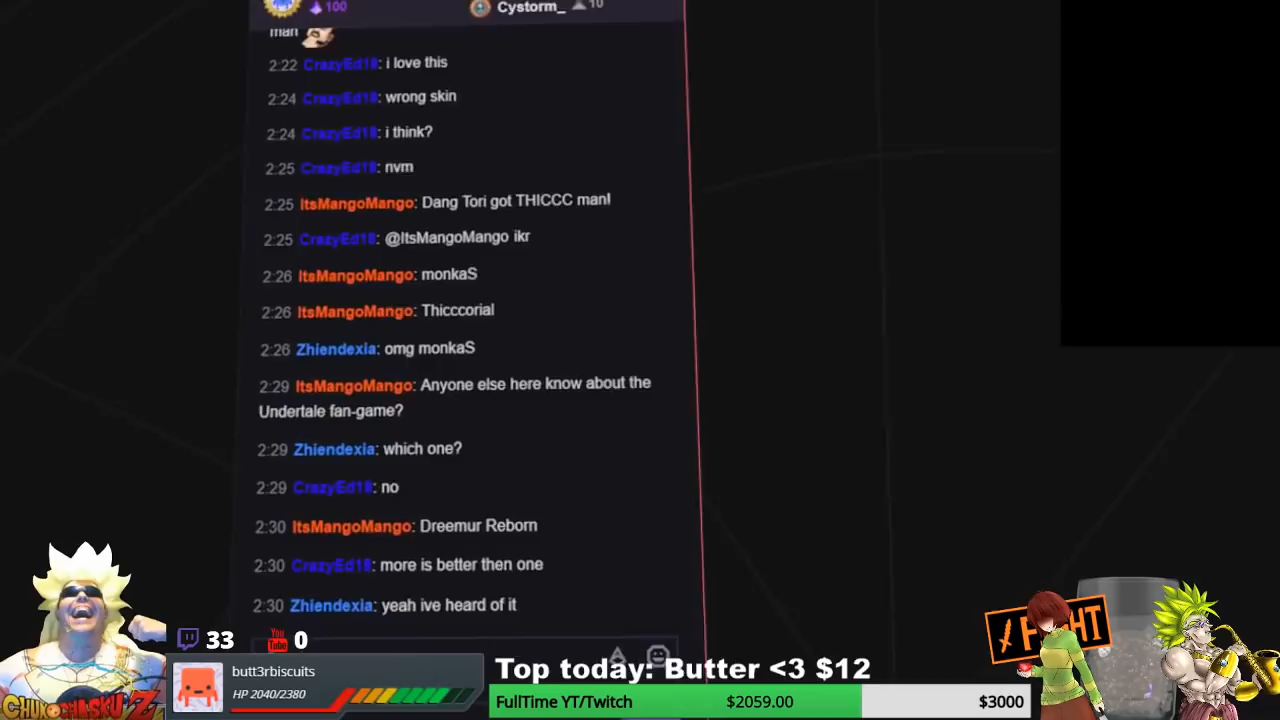 100
Cystorm_ 10
man
2:22 CrazyEd18: i love this
2:24 CrazyEd18: wrong skin
2:24 CrazyEd18: i think?
2:25 CrazyEd18: nvm
2:25 ItsMangoMango: Dang Tori got THICCC man!
2:25 CrazyEd18: @ItsMangoMango ikr
2:26 ItsMangoMango: monkaS
2:26 ItsMangoMango: Thicccorial
2:26 Zhiendexia: omg monkaS
2:29 ItsMangoMango: Anyone else here know about the
Undertale fan-game?
2:29 Zhiendexia: which one?
2:29 CrazyEd18: no
2:30 ItsMangoMango: Dreemur Reborn
2:30 CrazyEd18: more is better then one
2:30 Zhiendexia: yeah ive heard of it
FIGHT
33
You Tube 0
butt3rbiscuits
HP 2040/2380
Top today: Butter <3 $12
FullTime YT/Twitch $2059.00 $3000